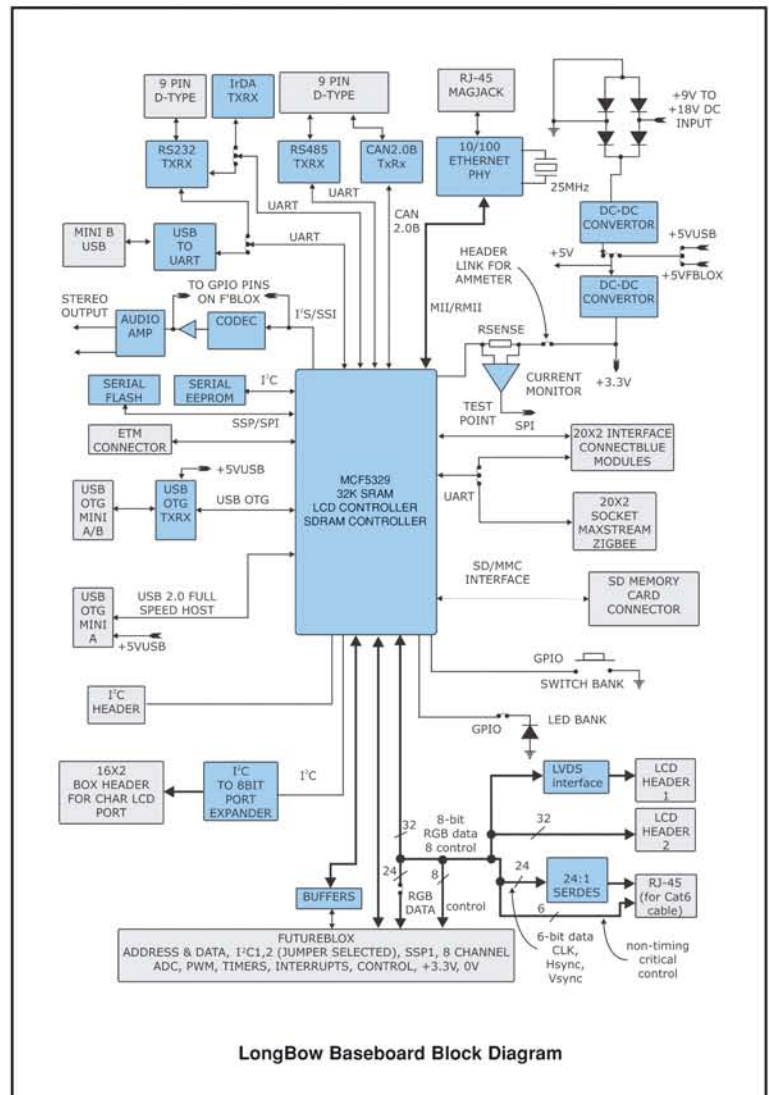 9 PIN
D-TYPE
IrDA
TXRX
9 PIN
D-TYPE
RJ-45
MAGJACK
+9V TO
+18V DC
INPUT
RS232
TXRX
RS485
TXRX
CAN2.0B
TxRx
10/100
ETHERNET
PHY
25MHz
UART
UART
CAN
2.0B
MINI B
USB
USB
TO
UART
UART
DC-DC
CONVERTOR
+5VUSB
+5V
+5VFBLOX
HEADER
LINK FOR
AMMETER
DC-DC
CONVERTOR
TO GPIO PINS
ON F'BLOX
STEREO
OUTPUT
AUDIO
AMP
CODEC
I²S/SSI
MII/RMII
RSENSE
CURRENT
MONITOR
+3.3V
TEST
POINT
SPI
SERIAL
FLASH
SERIAL
EEPROM
I²C
SSP/SPI
ETM
CONNECTOR
MCF5329
32K SRAM
LCD CONTROLLER
SDRAM CONTROLLER
20X2 INTERFACE
CONNECTBLUE
MODULES
UART
+5VUSB
USB
OTG
MINI
A/B
USB
OTG
TXRX
USB OTG
20X2
SOCKET
MAXSTREAM
ZIGBEE
SD/MMC
INTERFACE
SD MEMORY
CARD
CONNECTOR
USB
OTG
MINI
A
USB 2.0 FULL
SPEED HOST
+5VUSB
GPIO
SWITCH BANK
I²C
HEADER
GPIO
LED BANK
16X2
BOX HEADER
FOR CHAR LCD
PORT
I²C
TO 8BIT
PORT
EXPANDER
I²C
LVDS
interface
LCD
HEADER
1
32
8-bit
RGB data
8 control
32
LCD
HEADER
2
24
8
24
24:1
SERDES
RJ-45
(for Cat6
cable)
BUFFERS
RGB
DATA
control
6
6-bit data
CLK,
Hsync,
Vsync
non-timing
critical
control
FUTUREBLOX
ADDRESS & DATA, I²C1,2 (JUMPER SELECTED), SSP1, 8 CHANNEL
ADC, PWM, TIMERS, INTERRUPTS, CONTROL, +3.3V, 0V
LongBow Baseboard Block Diagram